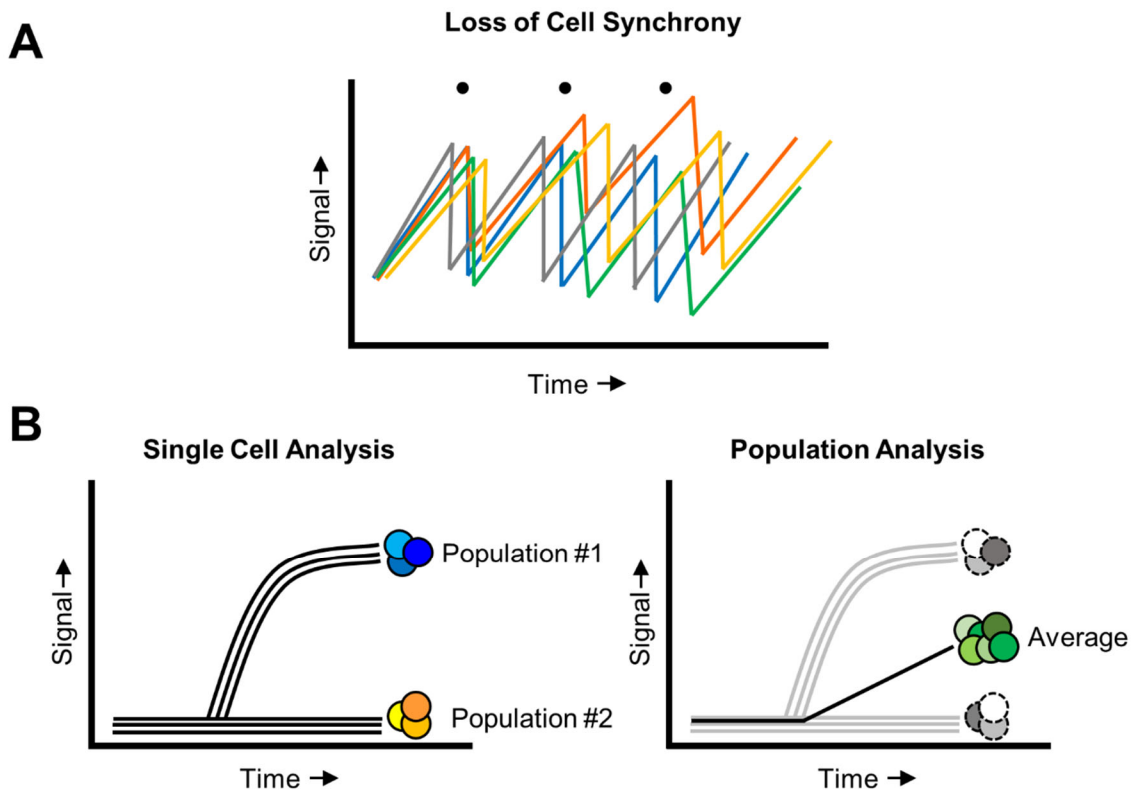 A
Loss of Cell Synchrony
Signal→
Time →
B
Single Cell Analysis
Signal→
Population #1
Population #2
Time →
Population Analysis
Signal→
Average
Time →